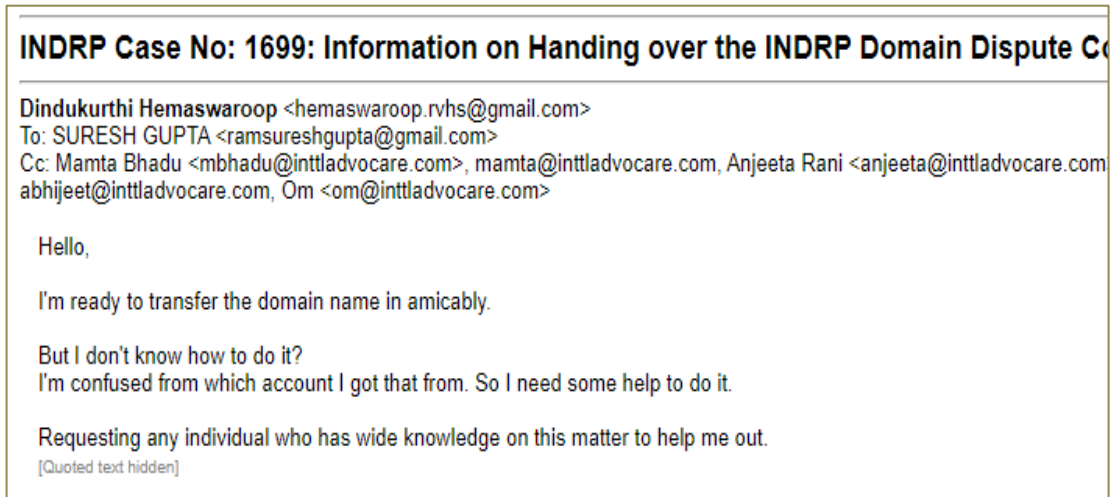 INDRP Case No: 1699: Information on Handing over the INDRP Domain Dispute
Dindukurthi Hemaswaroop <hemaswaroop.rvhs@gmail.com>
To: SURESH GUPTA <ramsureshgupta@gmail.com>
Cc: Mamta Bhadu <mbhadu@inttladvocare.com>, mamta@inttladvocare.com, Anjeeta Rani <anjeeta@inttladvocare.com>
abhijeet@inttladvocare.com, Om <om@inttladvocare.com>
Hello,
I'm ready to transfer the domain name in amicably.
But I don't know how to do it?
I'm confused from which account I got that from. So I need some help to do it.
Requesting any individual who has wide knowledge on this matter to help me out.
[Quoted text hidden]